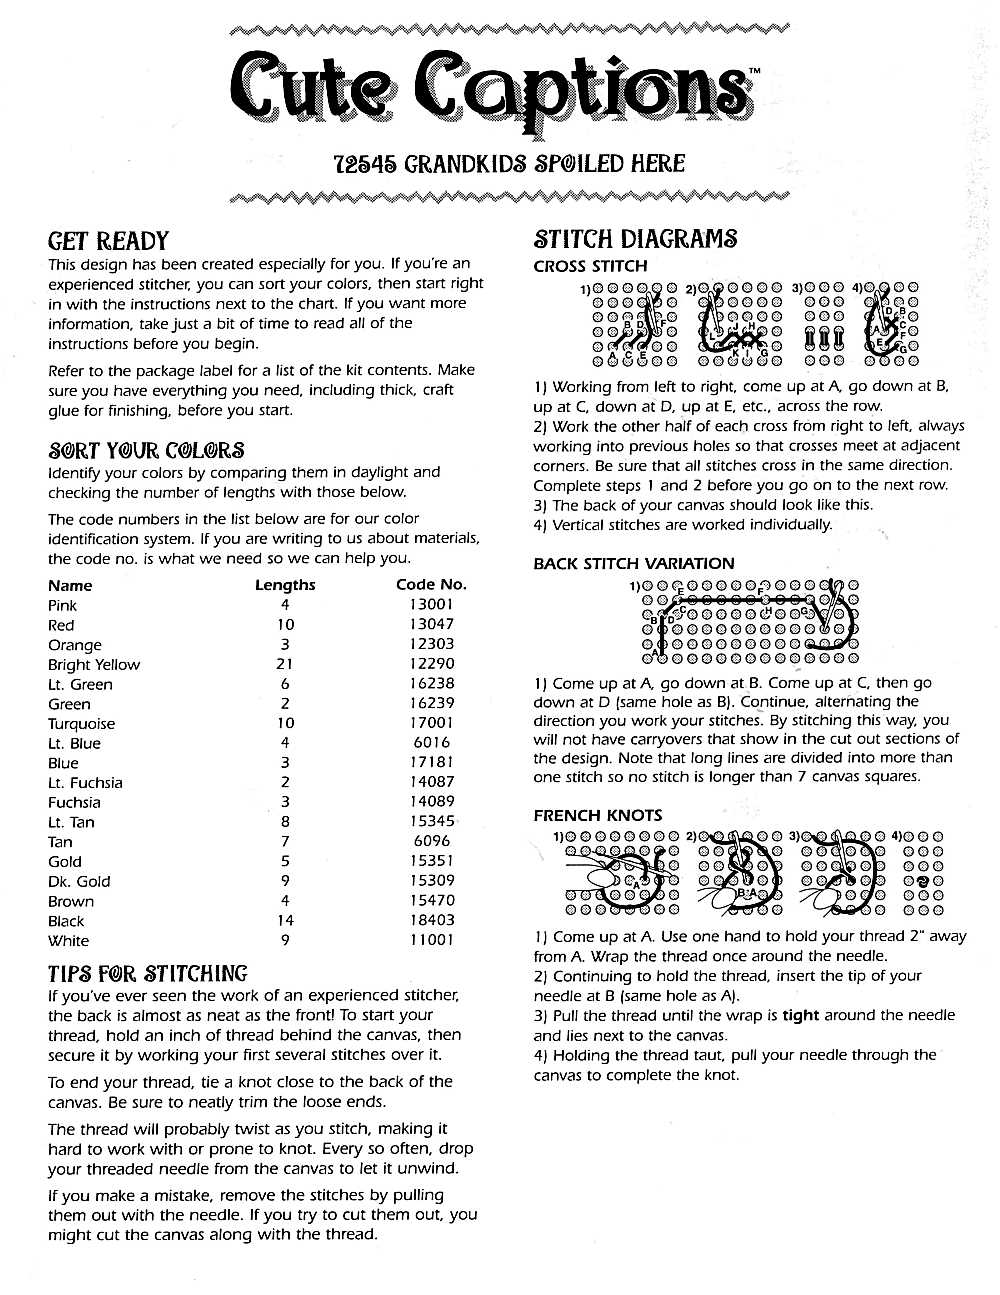 Cute Captions™
72545 GRANDKIDS SPOILED HERE
GET READY
This design has been created especially for you. If you're an
experienced stitcher, you can sort your colors, then start right
in with the instructions next to the chart. If you want more
information, take just a bit of time to read all of the
instructions before you begin.
Refer to the package label for a list of the kit contents. Make
sure you have everything you need, including thick, craft
glue for finishing, before you start.
SORT YOUR COLORS
Identify your colors by comparing them in daylight and
checking the number of lengths with those below.
The code numbers in the list below are for our color
identification system. If you are writing to us about materials,
the code no. is what we need so we can help you.
Name Lengths Code No.
Pink 4 13001
Red 10 13047
Orange 3 12303
Bright Yellow 21 12290
Lt. Green 6 16238
Green 2 16239
Turquoise 10 17001
Lt. Blue 4 6016
Blue 3 17181
Lt. Fuchsia 2 14087
Fuchsia 3 14089
Lt. Tan 8 15345
Tan 7 6096
Gold 5 15351
Dk. Gold 9 15309
Brown 4 15470
Black 14 18403
White 9 11001
TIPS FOR STITCHING
If you've ever seen the work of an experienced stitcher,
the back is almost as neat as the front! To start your
thread, hold an inch of thread behind the canvas, then
secure it by working your first several stitches over it.
To end your thread, tie a knot close to the back of the
canvas. Be sure to neatly trim the loose ends.
The thread will probably twist as you stitch, making it
hard to work with or prone to knot. Every so often, drop
your threaded needle from the canvas to let it unwind.
If you make a mistake, remove the stitches by pulling
them out with the needle. If you try to cut them out, you
might cut the canvas along with the thread.
STITCH DIAGRAMS
CROSS STITCH
1) 2) 3) 4)
B D F
A C E
J H
L
K I G
D B
A C
E F
G
1) Working from left to right, come up at A, go down at B,
up at C, down at D, up at E, etc., across the row.
2) Work the other half of each cross from right to left, always
working into previous holes so that crosses meet at adjacent
corners. Be sure that all stitches cross in the same direction.
Complete steps 1 and 2 before you go on to the next row.
3) The back of your canvas should look like this.
4) Vertical stitches are worked individually.
BACK STITCH VARIATION
1)
E F
C H G
B D
A
1) Come up at A, go down at B. Come up at C, then go
down at D (same hole as B). Continue, alternating the
direction you work your stitches. By stitching this way, you
will not have carryovers that show in the cut out sections of
the design. Note that long lines are divided into more than
one stitch so no stitch is longer than 7 canvas squares.
FRENCH KNOTS
1) 2) 3) 4)
A
B A
1) Come up at A. Use one hand to hold your thread 2" away
from A. Wrap the thread once around the needle.
2) Continuing to hold the thread, insert the tip of your
needle at B (same hole as A).
3) Pull the thread until the wrap is tight around the needle
and lies next to the canvas.
4) Holding the thread taut, pull your needle through the
canvas to complete the knot.